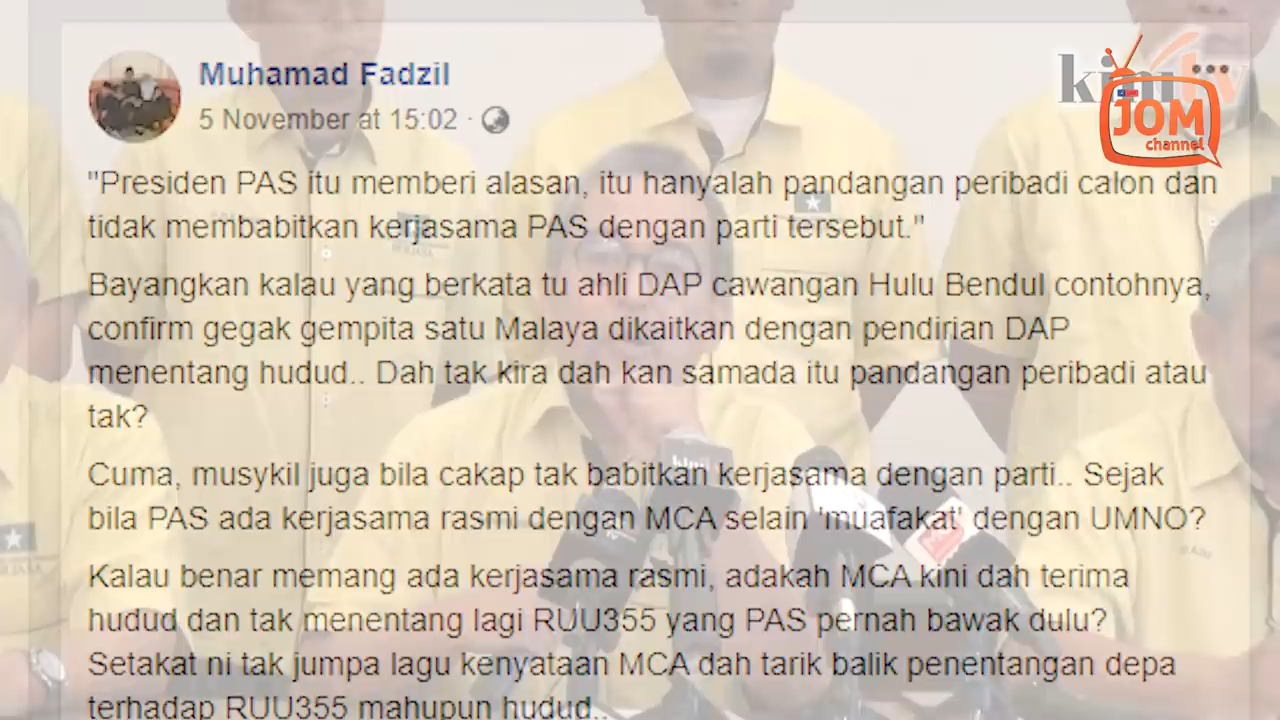 Muhamad Fadzil
5 November at 15:02 ·
kinitv
JOM
channel
"Presiden PAS itu memberi alasan, itu hanyalah pandangan peribadi calon dan
tidak membabitkan kerjasama PAS dengan parti tersebut."
Bayangkan kalau yang berkata tu ahli DAP cawangan Hulu Bendul contohnya,
confirm gegak gempita satu Malaya dikaitkan dengan pendirian DAP
menentang hudud.. Dah tak kira dah kan samada itu pandangan peribadi atau
tak?
Cuma, musykil juga bila cakap tak babitkan kerjasama dengan parti.. Sejak
bila PAS ada kerjasama rasmi dengan MCA selain 'muafakat' dengan UMNO?
Kalau benar memang ada kerjasama rasmi, adakah MCA kini dah terima
hudud dan tak menentang lagi RUU355 yang PAS pernah bawak dulu?
Setakat ni tak jumpa lagu kenyataan MCA dah tarik balik penentangan depa
terhadap RUU355 mahupun hudud..